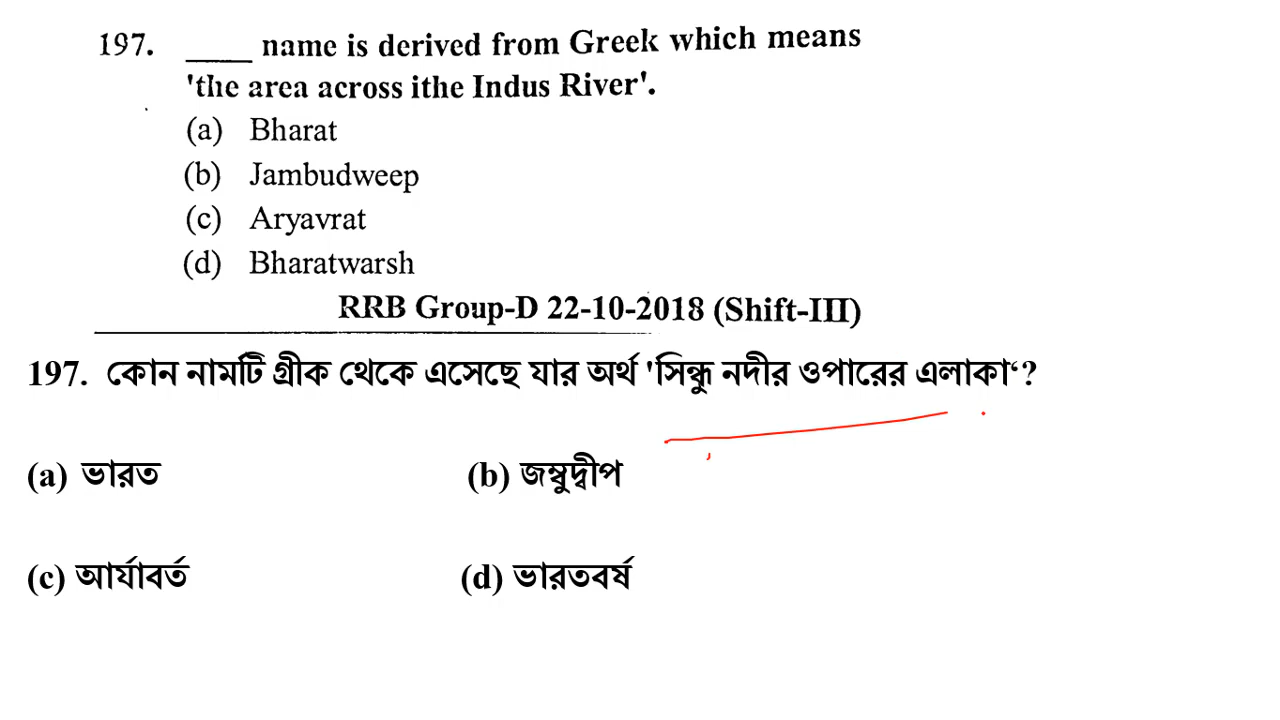 197. ____ name is derived from Greek which means
'the area across ithe Indus River'.
(a) Bharat
(b) Jambudweep
(c) Aryavrat
(d) Bharatwarsh
RRB Group-D 22-10-2018 (Shift-III)
197. কোন নামটি গ্রীক থেকে এসেছে যার অর্থ 'সিন্ধু নদীর ওপারের এলাকা‘?
(a) ভারত (b) জম্বুদ্বীপ
(c) আর্যাবর্ত (d) ভারতবর্ষ